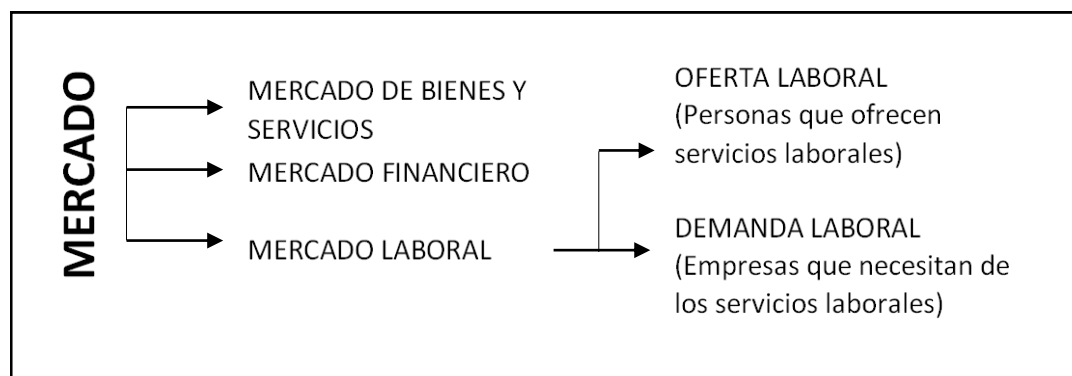 MERCADO
MERCADO DE BIENES Y
SERVICIOS
MERCADO FINANCIERO
MERCADO LABORAL
OFERTA LABORAL
(Personas que ofrecen
servicios laborales)
DEMANDA LABORAL
(Empresas que necesitan de
los servicios laborales)